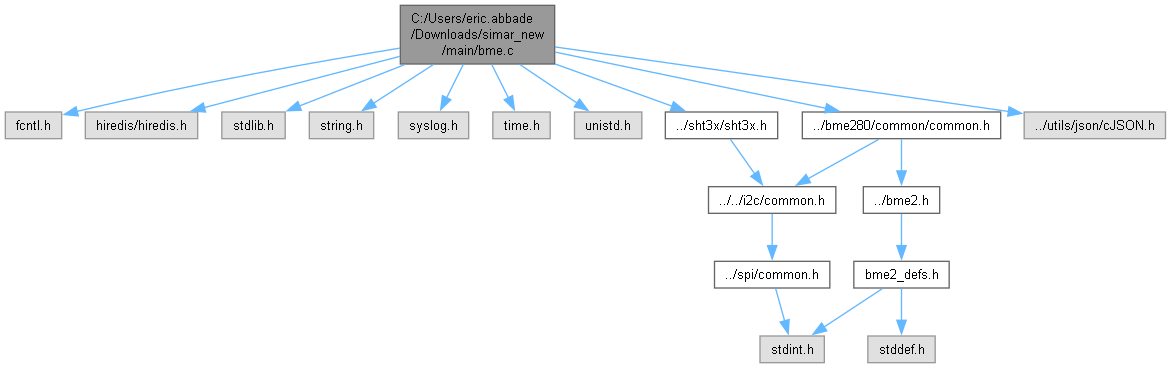 C:/Users/eric.abbade
/Downloads/simar_new
/main/bme.c
fcntl.h
hiredis/hiredis.h
stdlib.h
string.h
syslog.h
time.h
unistd.h
../sht3x/sht3x.h
../bme280/common/common.h
../utils/json/cJSON.h
../../i2c/common.h
../bme2.h
../spi/common.h
bme2_defs.h
stdint.h
stddef.h